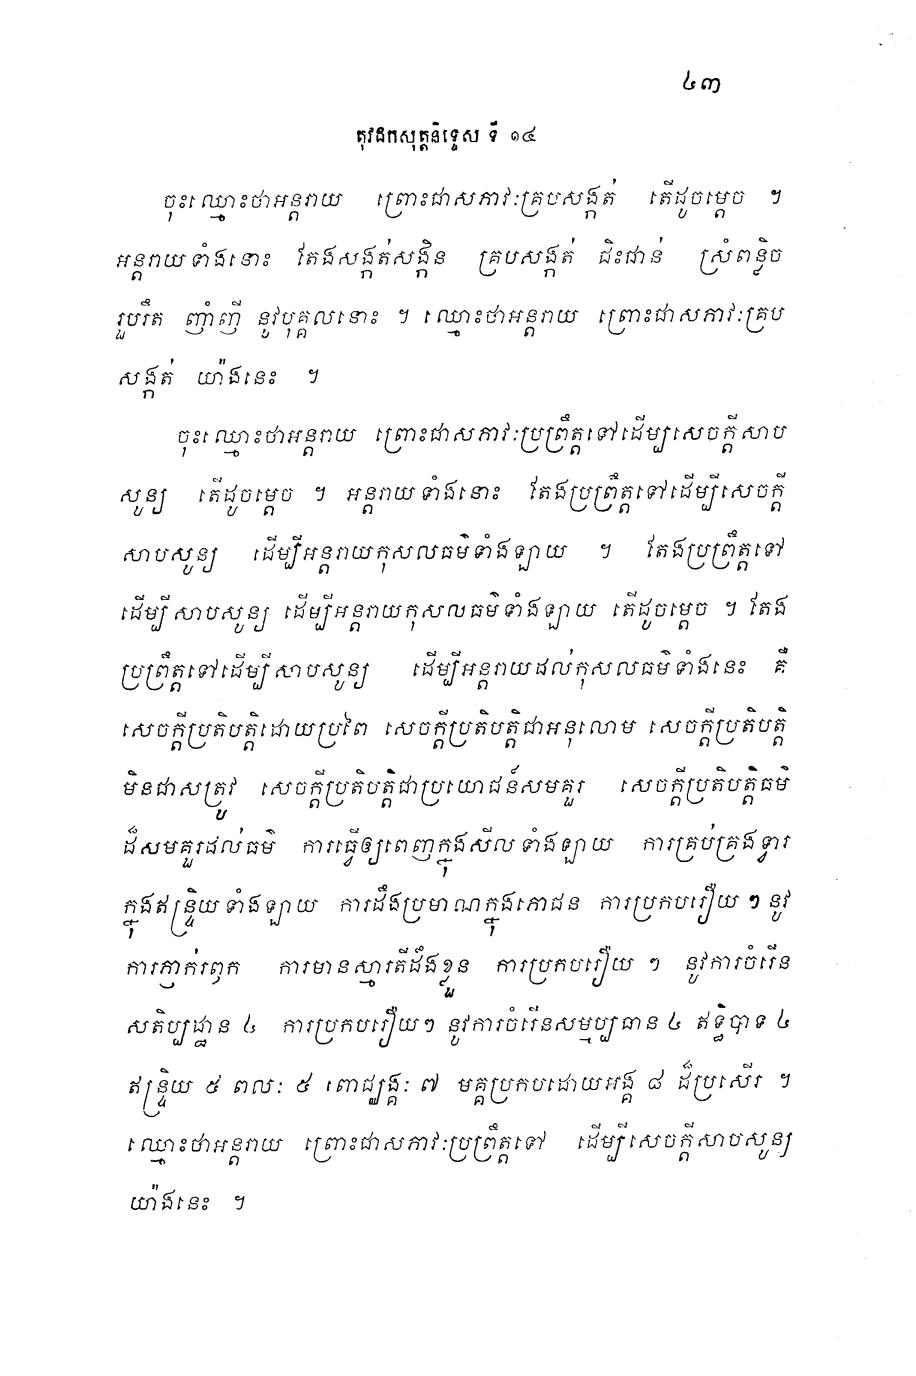 ៤៣
តុវដកសុត្តនិទ្ទេស ទី ១៤
ចុះឈ្មោះថាអន្តរាយ ព្រោះជាសភាវៈគ្របសង្កត់ តើដូចម្តេច ។
អន្តរាយទាំងនោះ តែងសង្កត់សង្កិន គ្របសង្កត់ ជិះជាន់ ស្រំពន្ធិច
រួបរឹត ញាំញី នូវបុគ្គលនោះ ។ ឈ្មោះថាអន្តរាយ ព្រោះជាសភាវៈគ្រប
សង្កត់ យ៉ាងនេះ ។
ចុះឈ្មោះថាអន្តរាយ ព្រោះជាសភាវៈប្រព្រឹត្តទៅដើម្បសេចក្តីសាប
សូន្យ តើដូចម្តេច ។ អន្តរាយទាំងនោះ តែងប្រព្រឹត្តទៅដើម្បីសេចក្តី
សាបសូន្យ ដើម្បីអន្តរាយកុសលធម៌ទាំងឡាយ ។ តែងប្រព្រឹត្តទៅ
ដើម្បីសាបសូន្យ ដើម្បីអន្តរាយកុសលធម៌ទាំងឡាយ តើដូចម្តេច ។ តែង
ប្រព្រឹត្តទៅដើម្បីសាបសូន្យ ដើម្បីអន្តរាយដល់កុសលធម៌ទាំងនេះ គឺ
សេចក្តីប្រតិបត្តិដោយប្រពៃ សេចក្តីប្រតិបត្តិជាអនុលោម សេចក្តីប្រតិបត្តិ
មិនជាសត្រូវ សេចក្តីប្រតិបត្តិជាប្រយោជន៍សមគួរ សេចក្តីប្រតិបត្តិធម៌
ដ៏សមគួរដល់ធម៌ ការធ្វើឲ្យពេញក្នុងសីលទាំងឡាយ ការគ្រប់គ្រងទ្វារ
ក្នុងឥន្ទ្រិយទាំងឡាយ ការដឹងប្រមាណក្នុងភោជន ការប្រកបរឿយ ៗ នូវ
ការភ្ញាក់រឭក ការមានស្មារតីដឹងខ្លួន ការប្រកបរឿយ ៗ នូវការចំរើន
សតិប្បដ្ឋាន ៤ ការប្រកបរឿយៗ នូវការចំរើនសម្មប្បធាន ៤ ឥទ្ធិបាទ ៤
ឥន្ទ្រិយ ៥ ពលៈ ៥ ពោជ្ឈង្គៈ ៧ មគ្គប្រកបដោយអង្គ ៨ ដ៏ប្រសើរ ។
ឈ្មោះថាអន្តរាយ ព្រោះជាសភាវៈប្រព្រឹត្តទៅ ដើម្បីសេចក្តីសាបសូន្យ
យ៉ាងនេះ ។